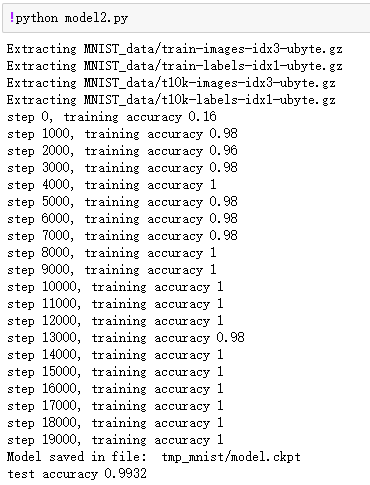 !python model2.py
Extracting MNIST_data/train-images-idx3-ubyte.gz
Extracting MNIST_data/train-labels-idx1-ubyte.gz
Extracting MNIST_data/t10k-images-idx3-ubyte.gz
Extracting MNIST_data/t10k-labels-idx1-ubyte.gz
step 0, training accuracy 0.16
step 1000, training accuracy 0.98
step 2000, training accuracy 0.96
step 3000, training accuracy 0.98
step 4000, training accuracy 1
step 5000, training accuracy 0.98
step 6000, training accuracy 0.98
step 7000, training accuracy 0.98
step 8000, training accuracy 1
step 9000, training accuracy 1
step 10000, training accuracy 1
step 11000, training accuracy 1
step 12000, training accuracy 1
step 13000, training accuracy 0.98
step 14000, training accuracy 1
step 15000, training accuracy 1
step 16000, training accuracy 1
step 17000, training accuracy 1
step 18000, training accuracy 1
step 19000, training accuracy 1
Model saved in file:  tmp_mnist/model.ckpt
test accuracy 0.9932